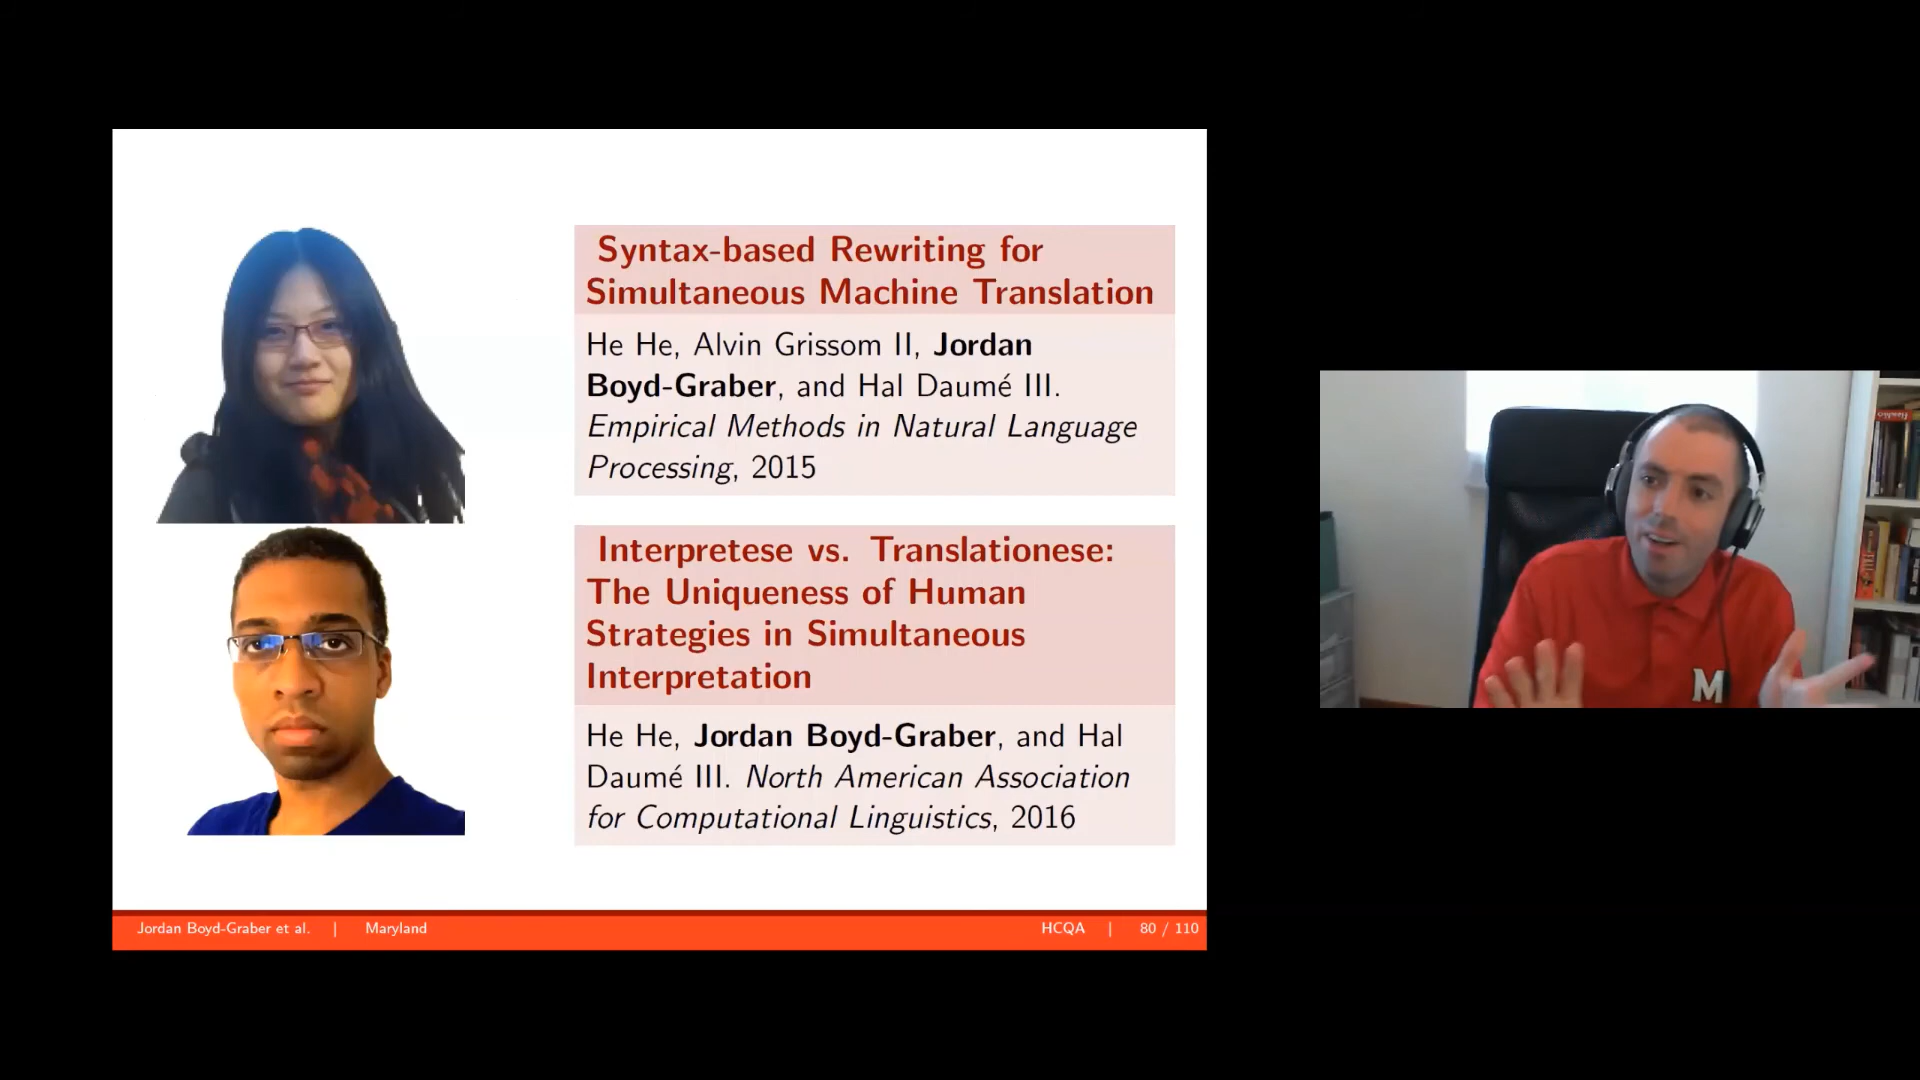 Syntax-based Rewriting for
Simultaneous Machine Translation
He He, Alvin Grissom II, Jordan
Boyd-Graber, and Hal Daumé III.
Empirical Methods in Natural Language
Processing, 2015
Interpretese vs. Translationese:
The Uniqueness of Human
Strategies in Simultaneous
Interpretation
He He, Jordan Boyd-Graber, and Hal
Daumé III. North American Association
for Computational Linguistics, 2016
Jordan Boyd-Graber et al. | Maryland
HCQA | 80 / 110
M